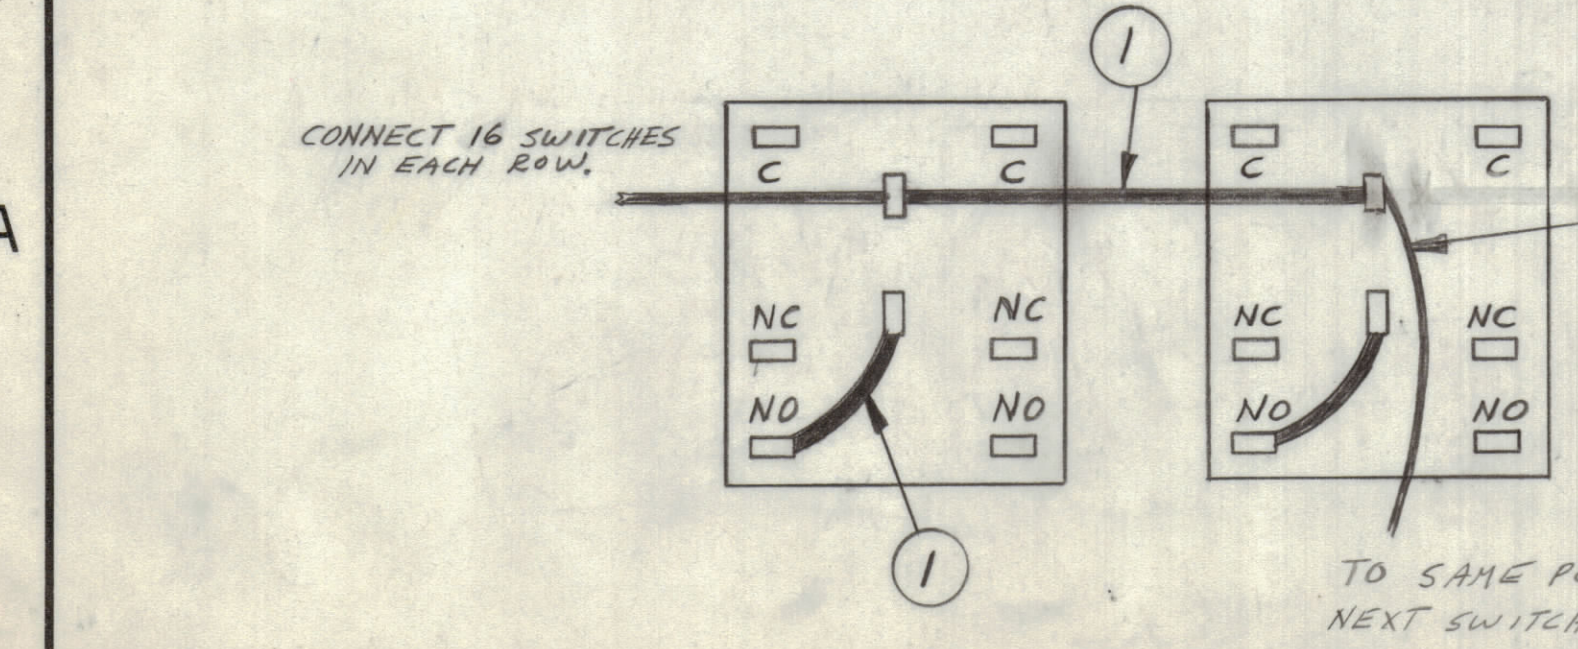 1
CONNECT 16 SWITCHES
IN EACH ROW.
C C
C C
A
NC NC
NC NC
NO NO
NO NO
1
TO SAME
NEXT